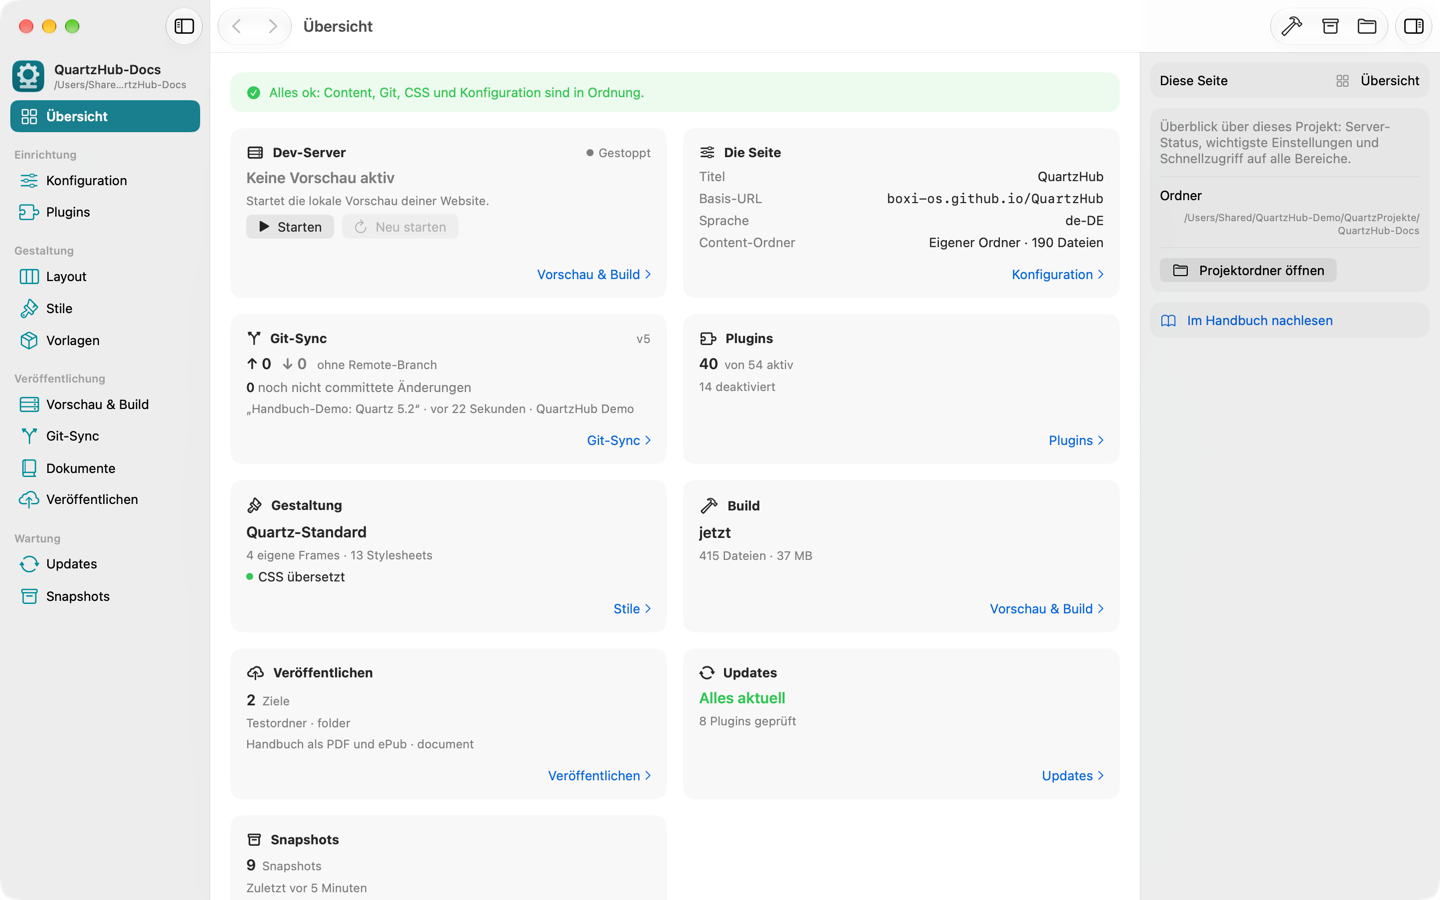 Übersicht
QuartzHub-Docs
/Users/Share...rtzHub-Docs
Übersicht
Einrichtung
Konfiguration
Plugins
Gestaltung
Layout
Stile
Vorlagen
Veröffentlichung
Vorschau & Build
Git-Sync
Dokumente
Veröffentlichen
Wartung
Updates
Snapshots
Alles ok: Content, Git, CSS und Konfiguration sind in Ordnung.
Dev-Server
Gestoppt
Keine Vorschau aktiv
Startet die lokale Vorschau deiner Website.
Starten
Neu starten
Vorschau & Build
Die Seite
Titel QuartzHub
Basis-URL boxi-os.github.io/QuartzHub
Sprache de-DE
Content-Ordner Eigener Ordner · 190 Dateien
Konfiguration
Git-Sync
v5
↑ 0 ↓ 0 ohne Remote-Branch
0 noch nicht committete Änderungen
„Handbuch-Demo: Quartz 5.2“ · vor 22 Sekunden · QuartzHub Demo
Git-Sync
Plugins
40 von 54 aktiv
14 deaktiviert
Plugins
Gestaltung
Quartz-Standard
4 eigene Frames · 13 Stylesheets
CSS übersetzt
Stile
Build
jetzt
415 Dateien · 37 MB
Vorschau & Build
Veröffentlichen
2 Ziele
Testordner · folder
Handbuch als PDF und ePub · document
Veröffentlichen
Updates
Alles aktuell
8 Plugins geprüft
Updates
Snapshots
9 Snapshots
Zuletzt vor 5 Minuten
Diese Seite
Übersicht
Überblick über dieses Projekt: Server-
Status, wichtigste Einstellungen und
Schnellzugriff auf alle Bereiche.
Ordner
/Users/Shared/QuartzHub-Demo/QuartzProjekte/
QuartzHub-Docs
Projektordner öffnen
Im Handbuch nachlesen